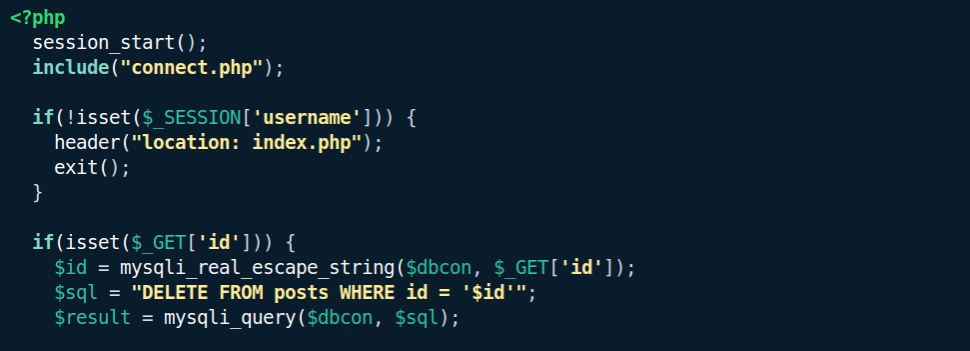 <?php
  session_start();
  include("connect.php");

  if(!isset($_SESSION['username'])) {
    header("location: index.php");
    exit();
  }

  if(isset($_GET['id'])) {
    $id = mysqli_real_escape_string($dbcon, $_GET['id']);
    $sql = "DELETE FROM posts WHERE id = '$id'";
    $result = mysqli_query($dbcon, $sql);